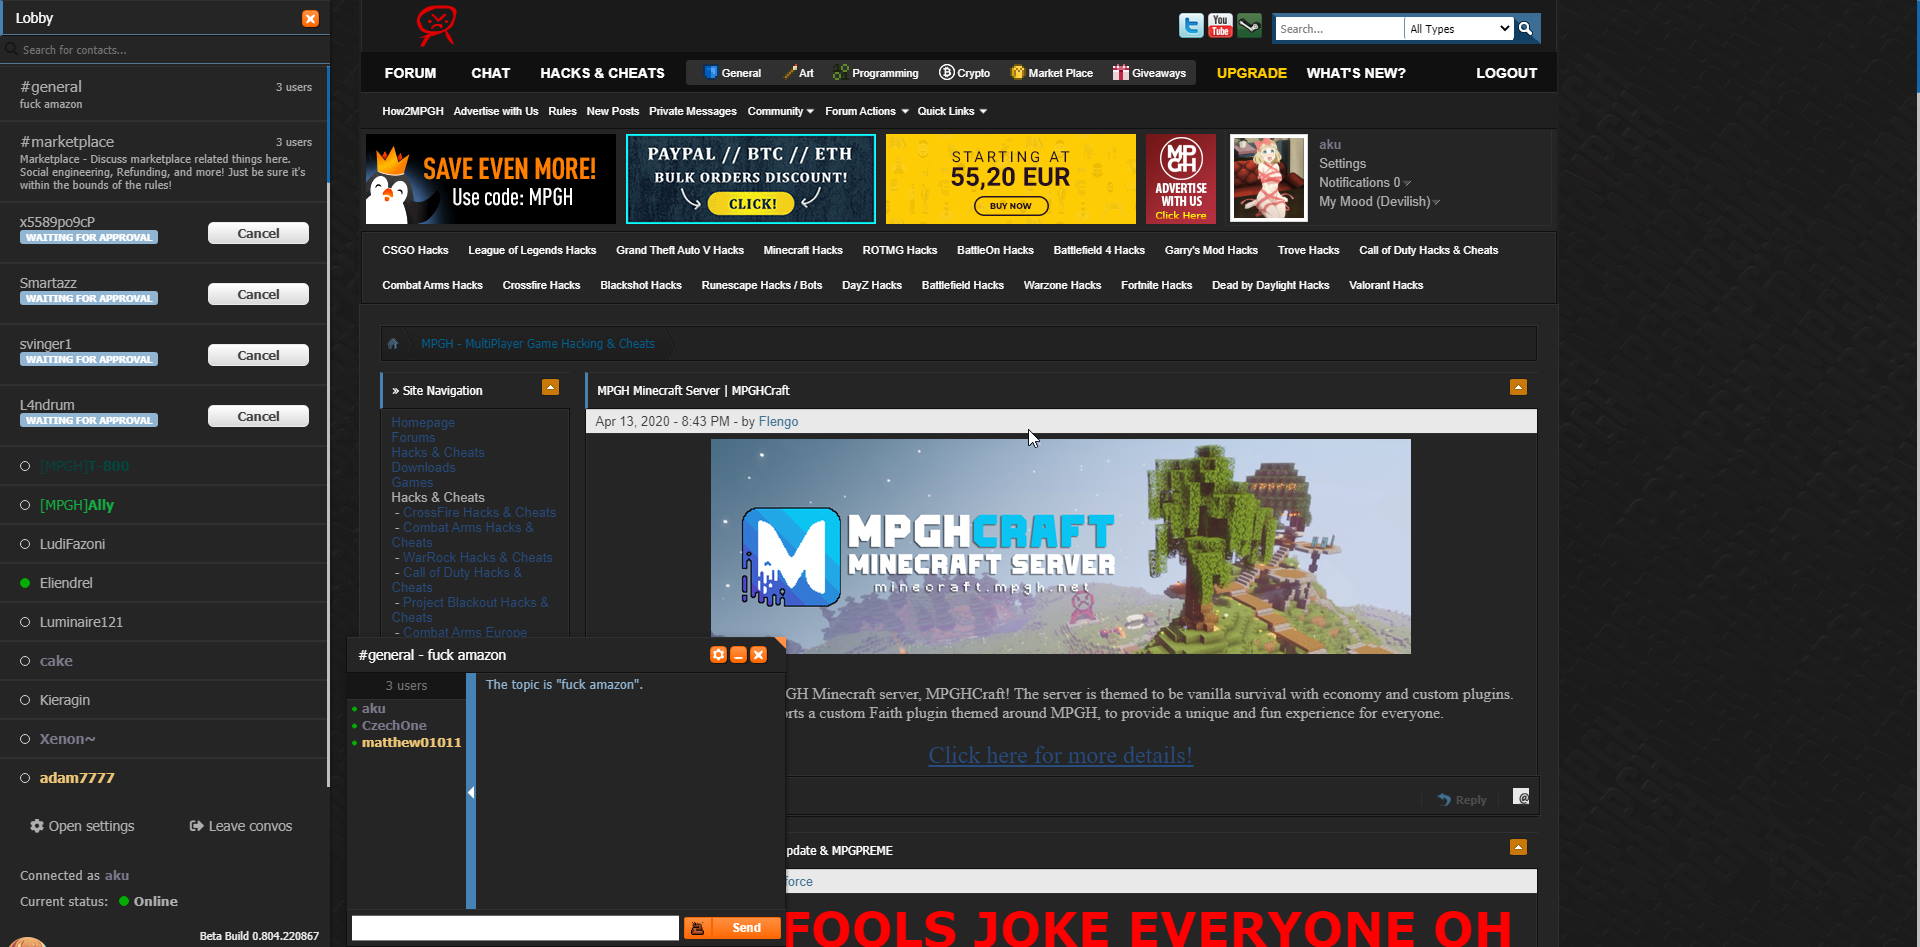 Lobby
Search for contacts...
#general
3 users
fuck amazon
#marketplace
3 users
Marketplace - Discuss marketplace related things here.
Social engineering, Refunding, and more! Just be sure it's
within the bounds of the rules!
x5589po9cP
WAITING FOR APPROVAL
Cancel
Smartazz
WAITING FOR APPROVAL
Cancel
svinger1
WAITING FOR APPROVAL
Cancel
L4ndrum
WAITING FOR APPROVAL
Cancel
[MPGH]T-800
[MPGH]Ally
LudiFazoni
Eliendrel
Luminaire121
cake
Kieragin
Xenon~
adam7777
Open settings
Leave convos
Connected as aku
Current status: Online
Beta Build 0.804.220867
You
Tube
Search...
All Types
FORUM
CHAT
HACKS & CHEATS
General
Art
Programming
Crypto
Market Place
Giveaways
UPGRADE
WHAT'S NEW?
LOGOUT
How2MPGH
Advertise with Us
Rules
New Posts
Private Messages
Community
Forum Actions
Quick Links
SAVE EVEN MORE!
Use code: MPGH
PAYPAL // BTC // ETH
BULK ORDERS DISCOUNT!
CLICK!
STARTING AT
55,20 EUR
BUY NOW
MP
GH
ADVERTISE
WITH US
Click Here
aku
Settings
Notifications 0
My Mood (Devilish)
CSGO Hacks
League of Legends Hacks
Grand Theft Auto V Hacks
Minecraft Hacks
ROTMG Hacks
BattleOn Hacks
Battlefield 4 Hacks
Garry's Mod Hacks
Trove Hacks
Call of Duty Hacks & Cheats
Combat Arms Hacks
Crossfire Hacks
Blackshot Hacks
Runescape Hacks / Bots
DayZ Hacks
Battlefield Hacks
Warzone Hacks
Fortnite Hacks
Dead by Daylight Hacks
Valorant Hacks
MPGH - MultiPlayer Game Hacking & Cheats
» Site Navigation
Homepage
Forums
Hacks & Cheats
Downloads
Games
Hacks & Cheats
- CrossFire Hacks & Cheats
- Combat Arms Hacks &
Cheats
- WarRock Hacks & Cheats
- Call of Duty Hacks &
Cheats
- Project Blackout Hacks &
Cheats
- Combat Arms Europe
MPGH Minecraft Server | MPGHCraft
Apr 13, 2020 - 8:43 PM - by Flengo
M
MPGHCRAFT
MINECRAFT SERVER
minecraft.mpgh.net
GH Minecraft server, MPGHCraft! The server is themed to be vanilla survival with economy and custom plugins.
rts a custom Faith plugin themed around MPGH, to provide a unique and fun experience for everyone.
Click here for more details!
Reply
@
pdate & MPGPREME
force
FOOLS JOKE EVERYONE OH
#general - fuck amazon
3 users
aku
CzechOne
matthew01011
The topic is "fuck amazon".
Send